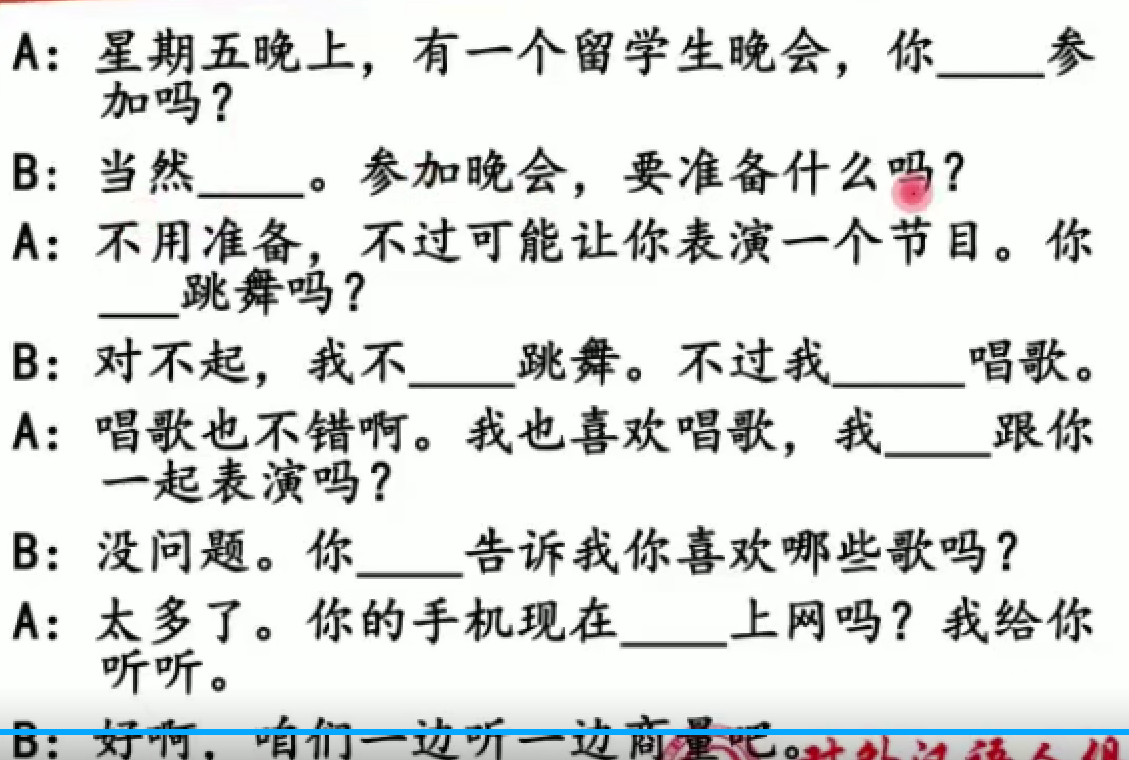 A：星期五晚上，有一个留学生晚会，你____参
加吗？
B：当然____。参加晚会，要准备什么吗？
A：不用准备，不过可能让你表演一个节目。你
___跳舞吗？
B：对不起，我不____跳舞。不过我_____唱歌。
A：唱歌也不错啊。我也喜欢唱歌，我____跟你
一起表演吗？
B：没问题。你____告诉我你喜欢哪些歌吗？
A：太多了。你的手机现在____上网吗？我给你
听听。
B：好啊，咱们一边听一边商量吧。
对外汉语人俱